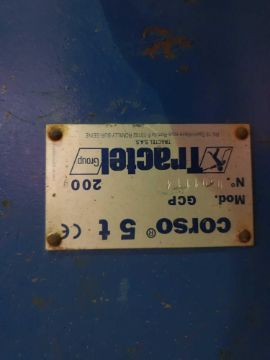 corso® 5 t CE
Mod. GCP
N°.
200
Tractel
Group
TRACTEL S.A.S.